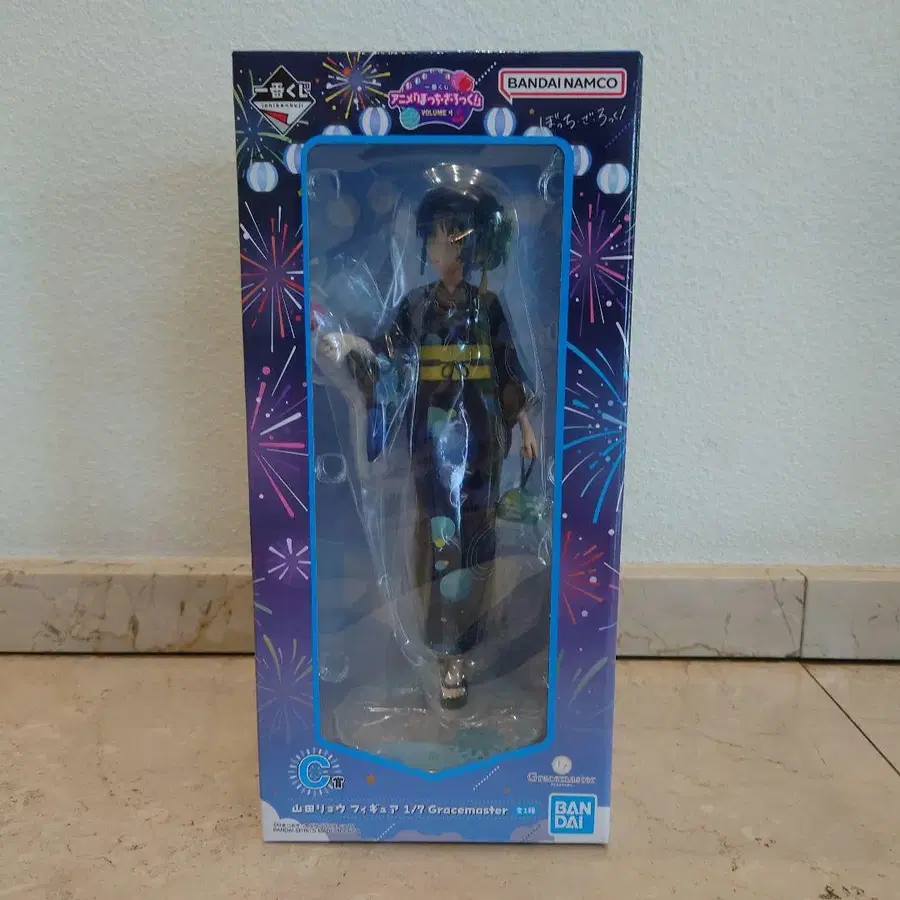 一番くじ
ichibankuji
一番くじ
アニメ「ぼっち・ざ・ろっく!」
VOLUME 4
BANDAI NAMCO
ぼっち・ざ・ろっく!
C賞
Gracemaster
山田リョウ フィギュア 1/7 Gracemaster 全1種
BAN
DAI